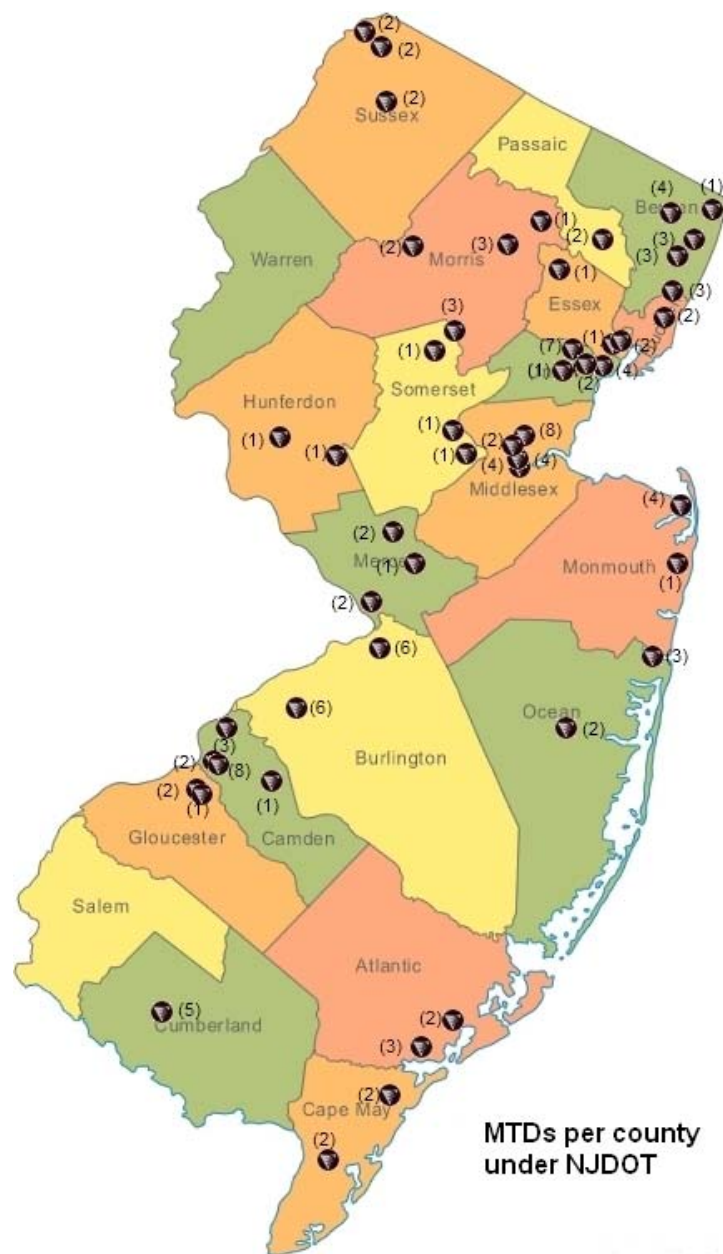 (2)
(2)
(2)
Sussex
Passaic
(4)
(1)
Bergen
(1)
(2)
(3)
(2)
(3)
(3)
Morris
Warren
(1)
(3)
Essex
(3)
(2)
(1)
(7)
(1)
(2)
(1)
(4)
(2)
Somerset
Hunterdon
(1)
(8)
(1)
(2)
(1)
(1)
(4)
(4)
Middlesex
(4)
(2)
Mercer
(1)
Monmouth
(1)
(2)
(6)
(3)
(6)
Ocean
(2)
(3)
Burlington
(2)
(8)
(2)
(1)
(1)
Gloucester
Camden
Salem
Atlantic
(5)
Cumberland
(2)
(3)
(2)
Cape May
(2)
MTDs per county
under NJDOT